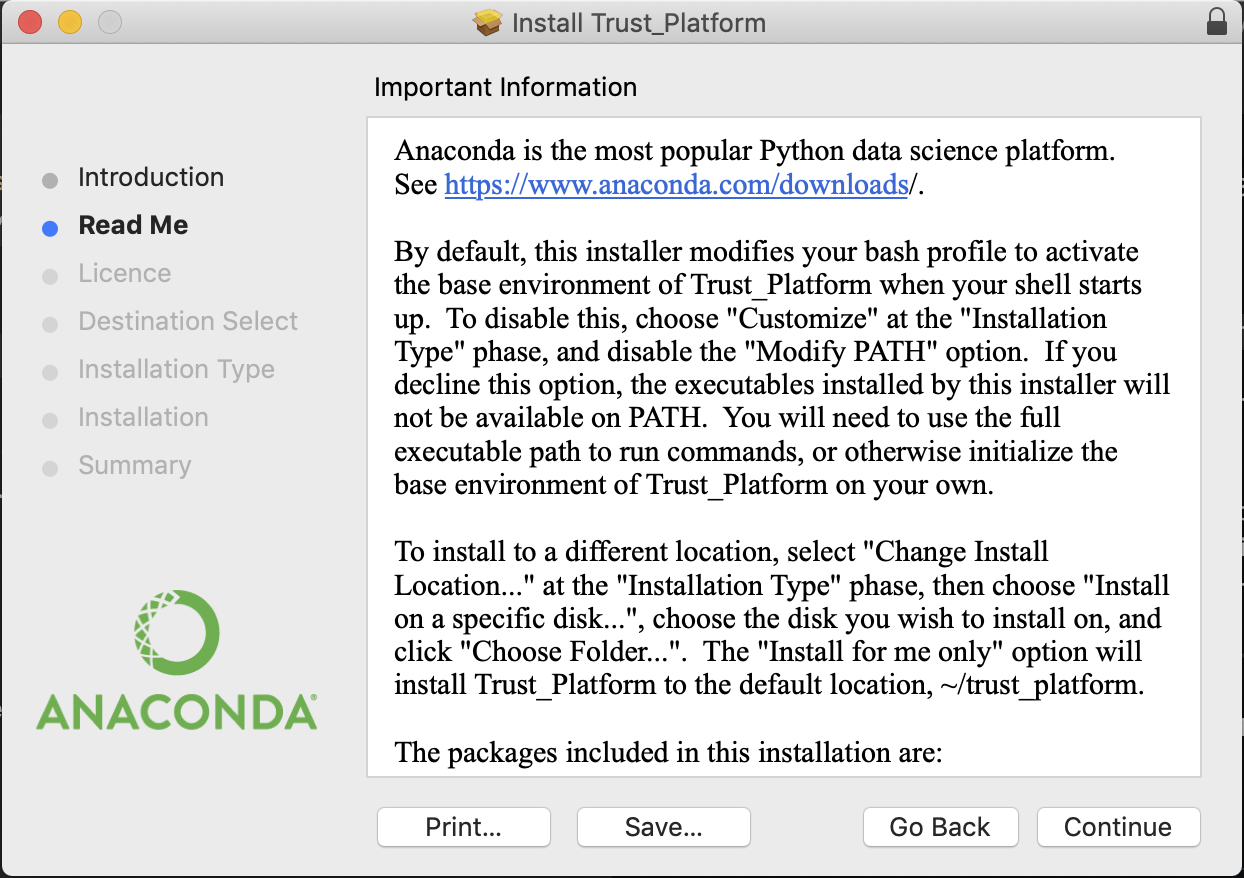 Install Trust_Platform
Introduction
Read Me
Licence
Destination Select
Installation Type
Installation
Summary
ANACONDA®
Important Information
Anaconda is the most popular Python data science platform.
See https://www.anaconda.com/downloads/.
By default, this installer modifies your bash profile to activate
the base environment of Trust_Platform when your shell starts
up.  To disable this, choose "Customize" at the "Installation
Type" phase, and disable the "Modify PATH" option.  If you
decline this option, the executables installed by this installer will
not be available on PATH.  You will need to use the full
executable path to run commands, or otherwise initialize the
base environment of Trust_Platform on your own.
To install to a different location, select "Change Install
Location..." at the "Installation Type" phase, then choose "Install
on a specific disk...", choose the disk you wish to install on, and
click "Choose Folder...".  The "Install for me only" option will
install Trust_Platform to the default location, ~/trust_platform.
The packages included in this installation are:
Print...
Save...
Go Back
Continue